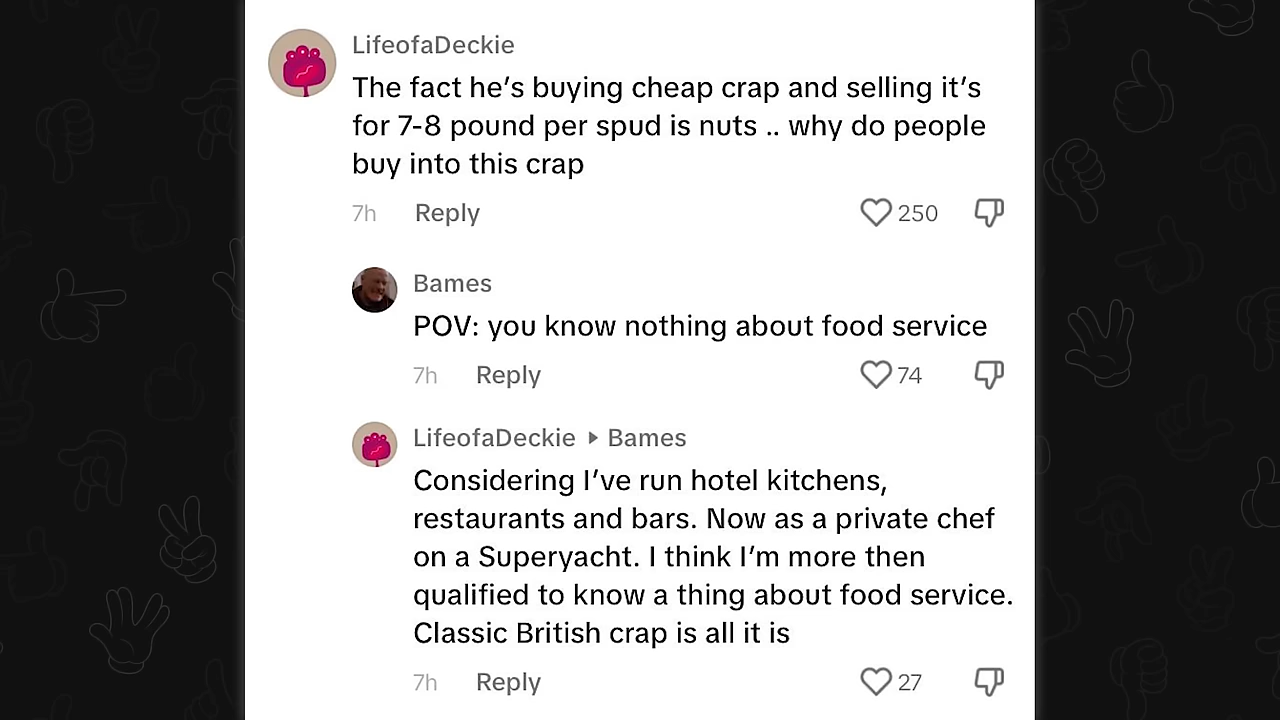 LifeofaDeckie
The fact he’s buying cheap crap and selling it’s
for 7-8 pound per spud is nuts .. why do people
buy into this crap
7h Reply 250
Bames
POV: you know nothing about food service
7h Reply 74
LifeofaDeckie ▸ Bames
Considering I’ve run hotel kitchens,
restaurants and bars. Now as a private chef
on a Superyacht. I think I’m more then
qualified to know a thing about food service.
Classic British crap is all it is
7h Reply 27